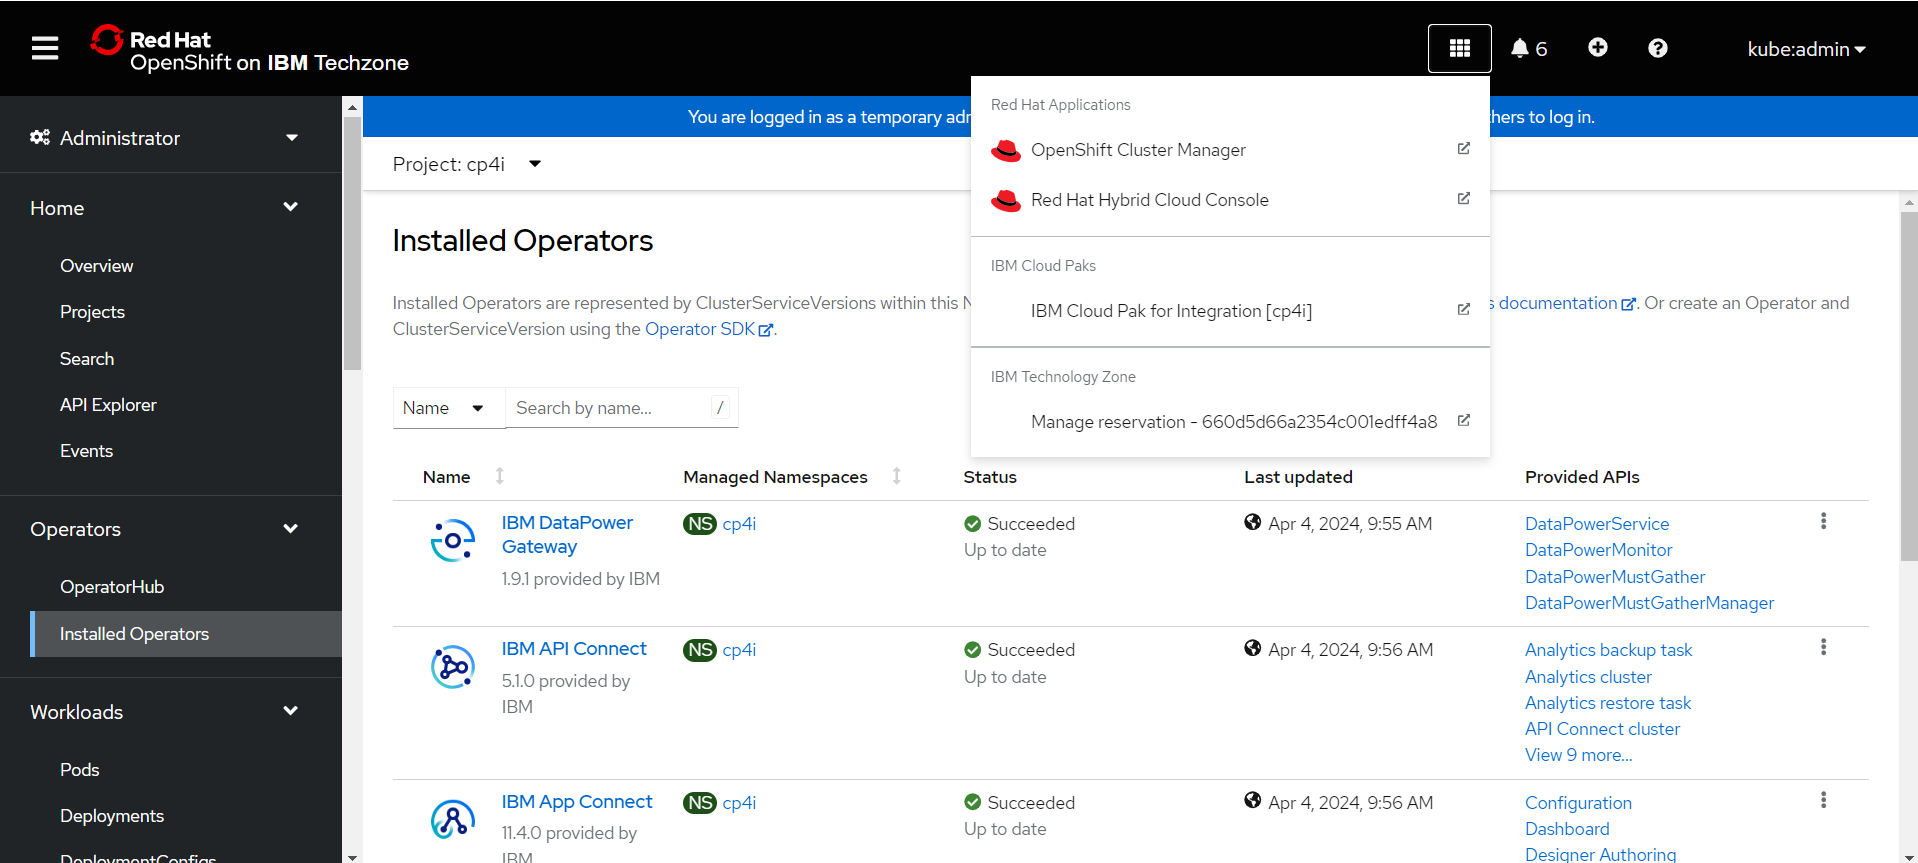 Red Hat
OpenShift on IBM Techzone
6
kube:admin
Administrator
Home
Overview
Projects
Search
API Explorer
Events
Operators
OperatorHub
Installed Operators
Workloads
Pods
Deployments
DeploymentConfigs
You are logged in as a temporary
to log in.
Project: cp4i
Red Hat Applications
OpenShift Cluster Manager
Red Hat Hybrid Cloud Console
IBM Cloud Paks
IBM Cloud Pak for Integration [cp4i]
IBM Technology Zone
Manage reservation - 660d5d66a2354c001edff4a8
Installed Operators
Installed Operators are represented by ClusterServiceVersions within this
documentation . Or create an Operator and
ClusterServiceVersion using the Operator SDK .
Name
Search by name...
/
Name Managed Namespaces Status Last updated Provided APIs
IBM DataPower
Gateway
1.9.1 provided by IBM
NS cp4i
Succeeded
Up to date
Apr 4, 2024, 9:55 AM
DataPowerService
DataPowerMonitor
DataPowerMustGather
DataPowerMustGatherManager
IBM API Connect
5.1.0 provided by
IBM
NS cp4i
Succeeded
Up to date
Apr 4, 2024, 9:56 AM
Analytics backup task
Analytics cluster
Analytics restore task
API Connect cluster
View 9 more...
IBM App Connect
11.4.0 provided by
IBM
NS cp4i
Succeeded
Up to date
Apr 4, 2024, 9:56 AM
Configuration
Dashboard
Designer Authoring